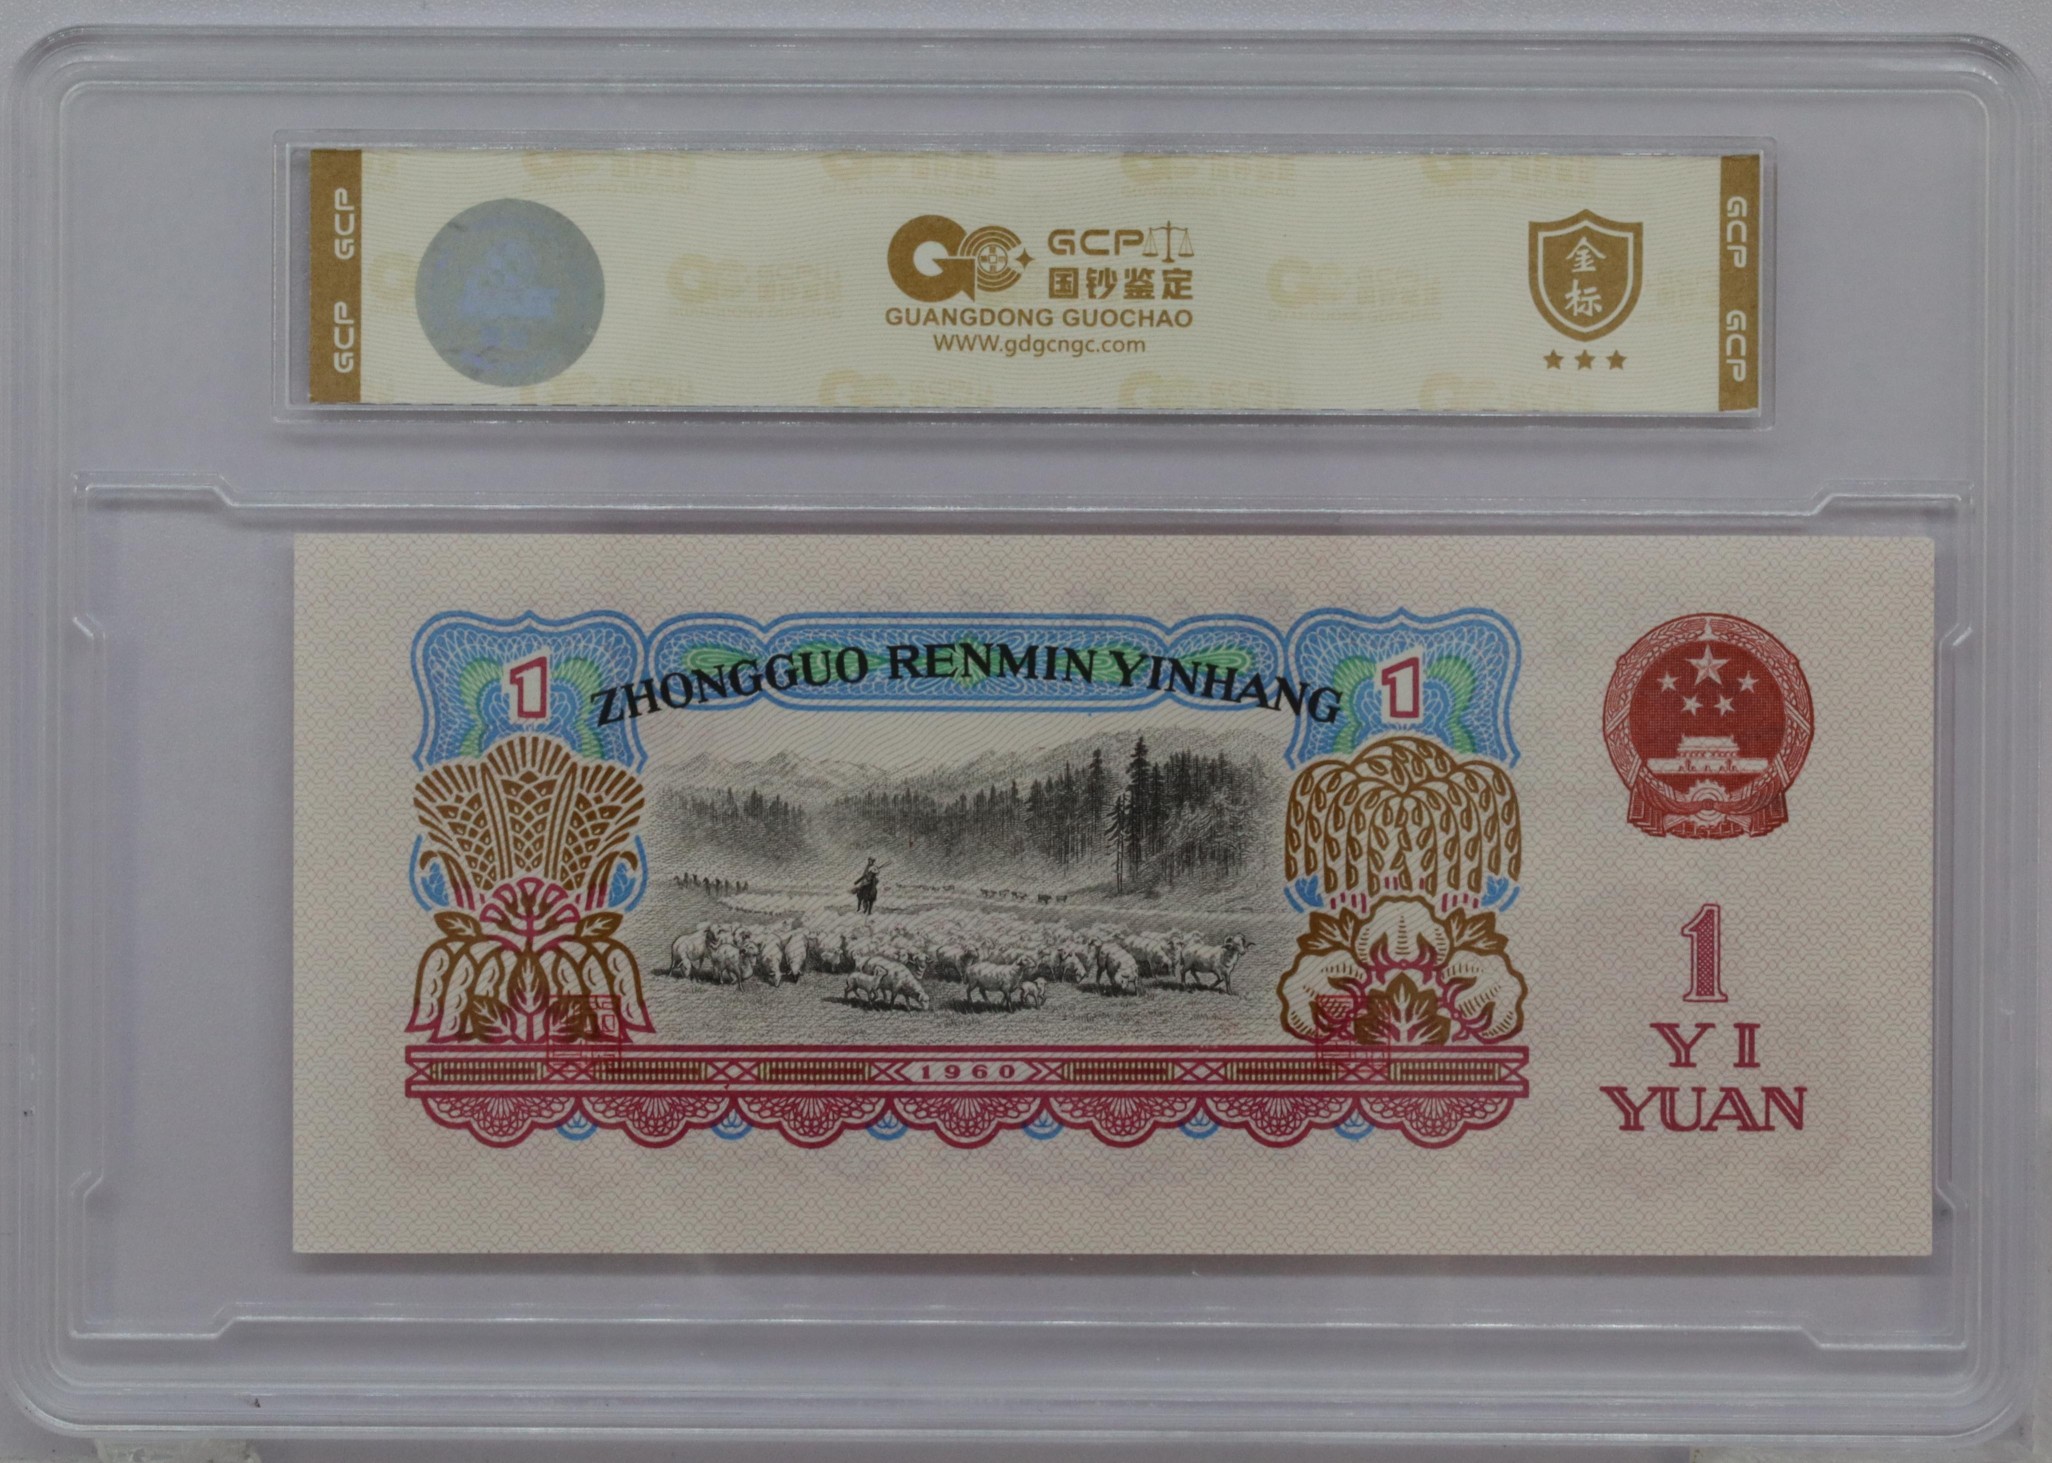 GCP GCP
GCP
国钞鉴定
GUANGDONG GUOCHAO
www.gdgcngc.com
金标
GCP GCP
ZHONGGUO RENMIN YINHANG
1
1
1960
1
YI
YUAN